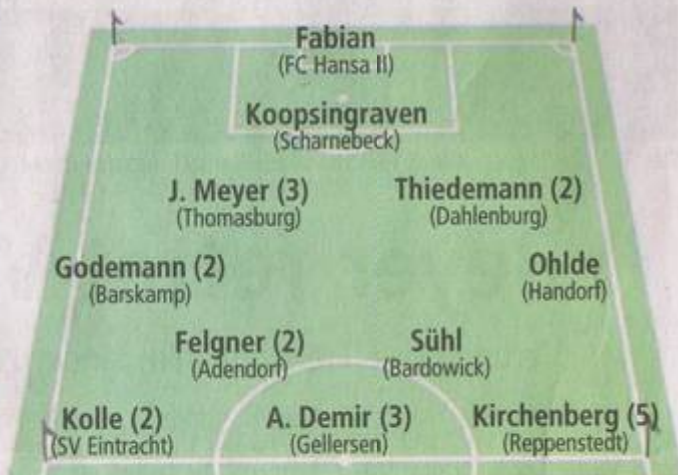 Fabian
(FC Hansa II)
Koopsingraven
(Scharnebeck)
J. Meyer (3)
(Thomasburg)
Thiedemann (2)
(Dahlenburg)
Godemann (2)
(Barskamp)
Ohlde
(Handorf)
Felgner (2)
(Adendorf)
Sühl
(Bardowick)
Kolle (2)
(SV Eintracht)
A. Demir (3)
(Gellersen)
Kirchenberg (5)
(Reppenstedt)